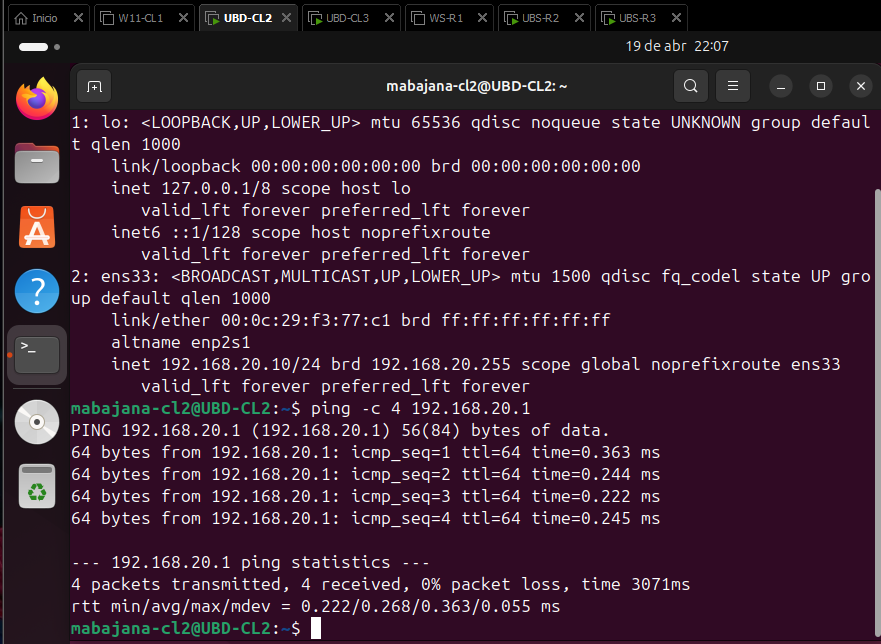 Inicio
W11-CL1
UBD-CL2
UBD-CL3
WS-R1
UBS-R2
UBS-R3
19 de abr 22:07
mabajana-cl2@UBD-CL2: ~
1: lo: <LOOPBACK,UP,LOWER_UP> mtu 65536 qdisc noqueue state UNKNOWN group defaul
t qlen 1000
    link/loopback 00:00:00:00:00:00 brd 00:00:00:00:00:00
    inet 127.0.0.1/8 scope host lo
       valid_lft forever preferred_lft forever
    inet6 ::1/128 scope host noprefixroute
       valid_lft forever preferred_lft forever
2: ens33: <BROADCAST,MULTICAST,UP,LOWER_UP> mtu 1500 qdisc fq_codel state UP gro
up default qlen 1000
    link/ether 00:0c:29:f3:77:c1 brd ff:ff:ff:ff:ff:ff
    altname enp2s1
    inet 192.168.20.10/24 brd 192.168.20.255 scope global noprefixroute ens33
       valid_lft forever preferred_lft forever
mabajana-cl2@UBD-CL2:~$ ping -c 4 192.168.20.1
PING 192.168.20.1 (192.168.20.1) 56(84) bytes of data.
64 bytes from 192.168.20.1: icmp_seq=1 ttl=64 time=0.363 ms
64 bytes from 192.168.20.1: icmp_seq=2 ttl=64 time=0.244 ms
64 bytes from 192.168.20.1: icmp_seq=3 ttl=64 time=0.222 ms
64 bytes from 192.168.20.1: icmp_seq=4 ttl=64 time=0.245 ms

--- 192.168.20.1 ping statistics ---
4 packets transmitted, 4 received, 0% packet loss, time 3071ms
rtt min/avg/max/mdev = 0.222/0.268/0.363/0.055 ms
mabajana-cl2@UBD-CL2:~$